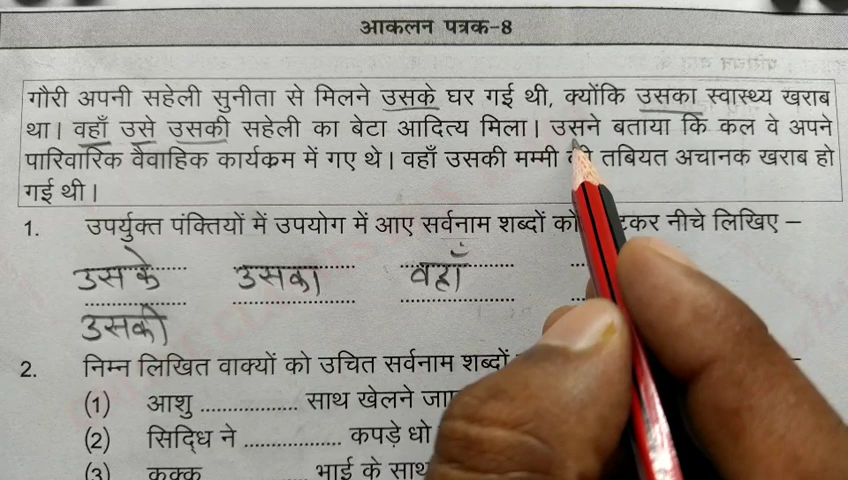 आकलन पत्रक-8
गौरी अपनी सहेली सुनीता से मिलने उसके घर गई थी, क्योंकि उसका स्वास्थ्य खराब
था। वहाँ उसे उसकी सहेली का बेटा आदित्य मिला। उसने बताया कि कल वे अपने
पारिवारिक वैवाहिक कार्यक्रम में गए थे। वहाँ उसकी मम्मी की तबियत अचानक खराब हो
गई थी।
1. उपर्युक्त पंक्तियों में उपयोग में आए सर्वनाम शब्दों को नीचे लिखिए –
उसके उसका वहाँ
उसकी
2. निम्न लिखित वाक्यों को उचित सर्वनाम शब्दों
(1) आशु .................. साथ खेलने
(2) सिद्धि ने .................. कपड़े धो
(3) भाई के साथ